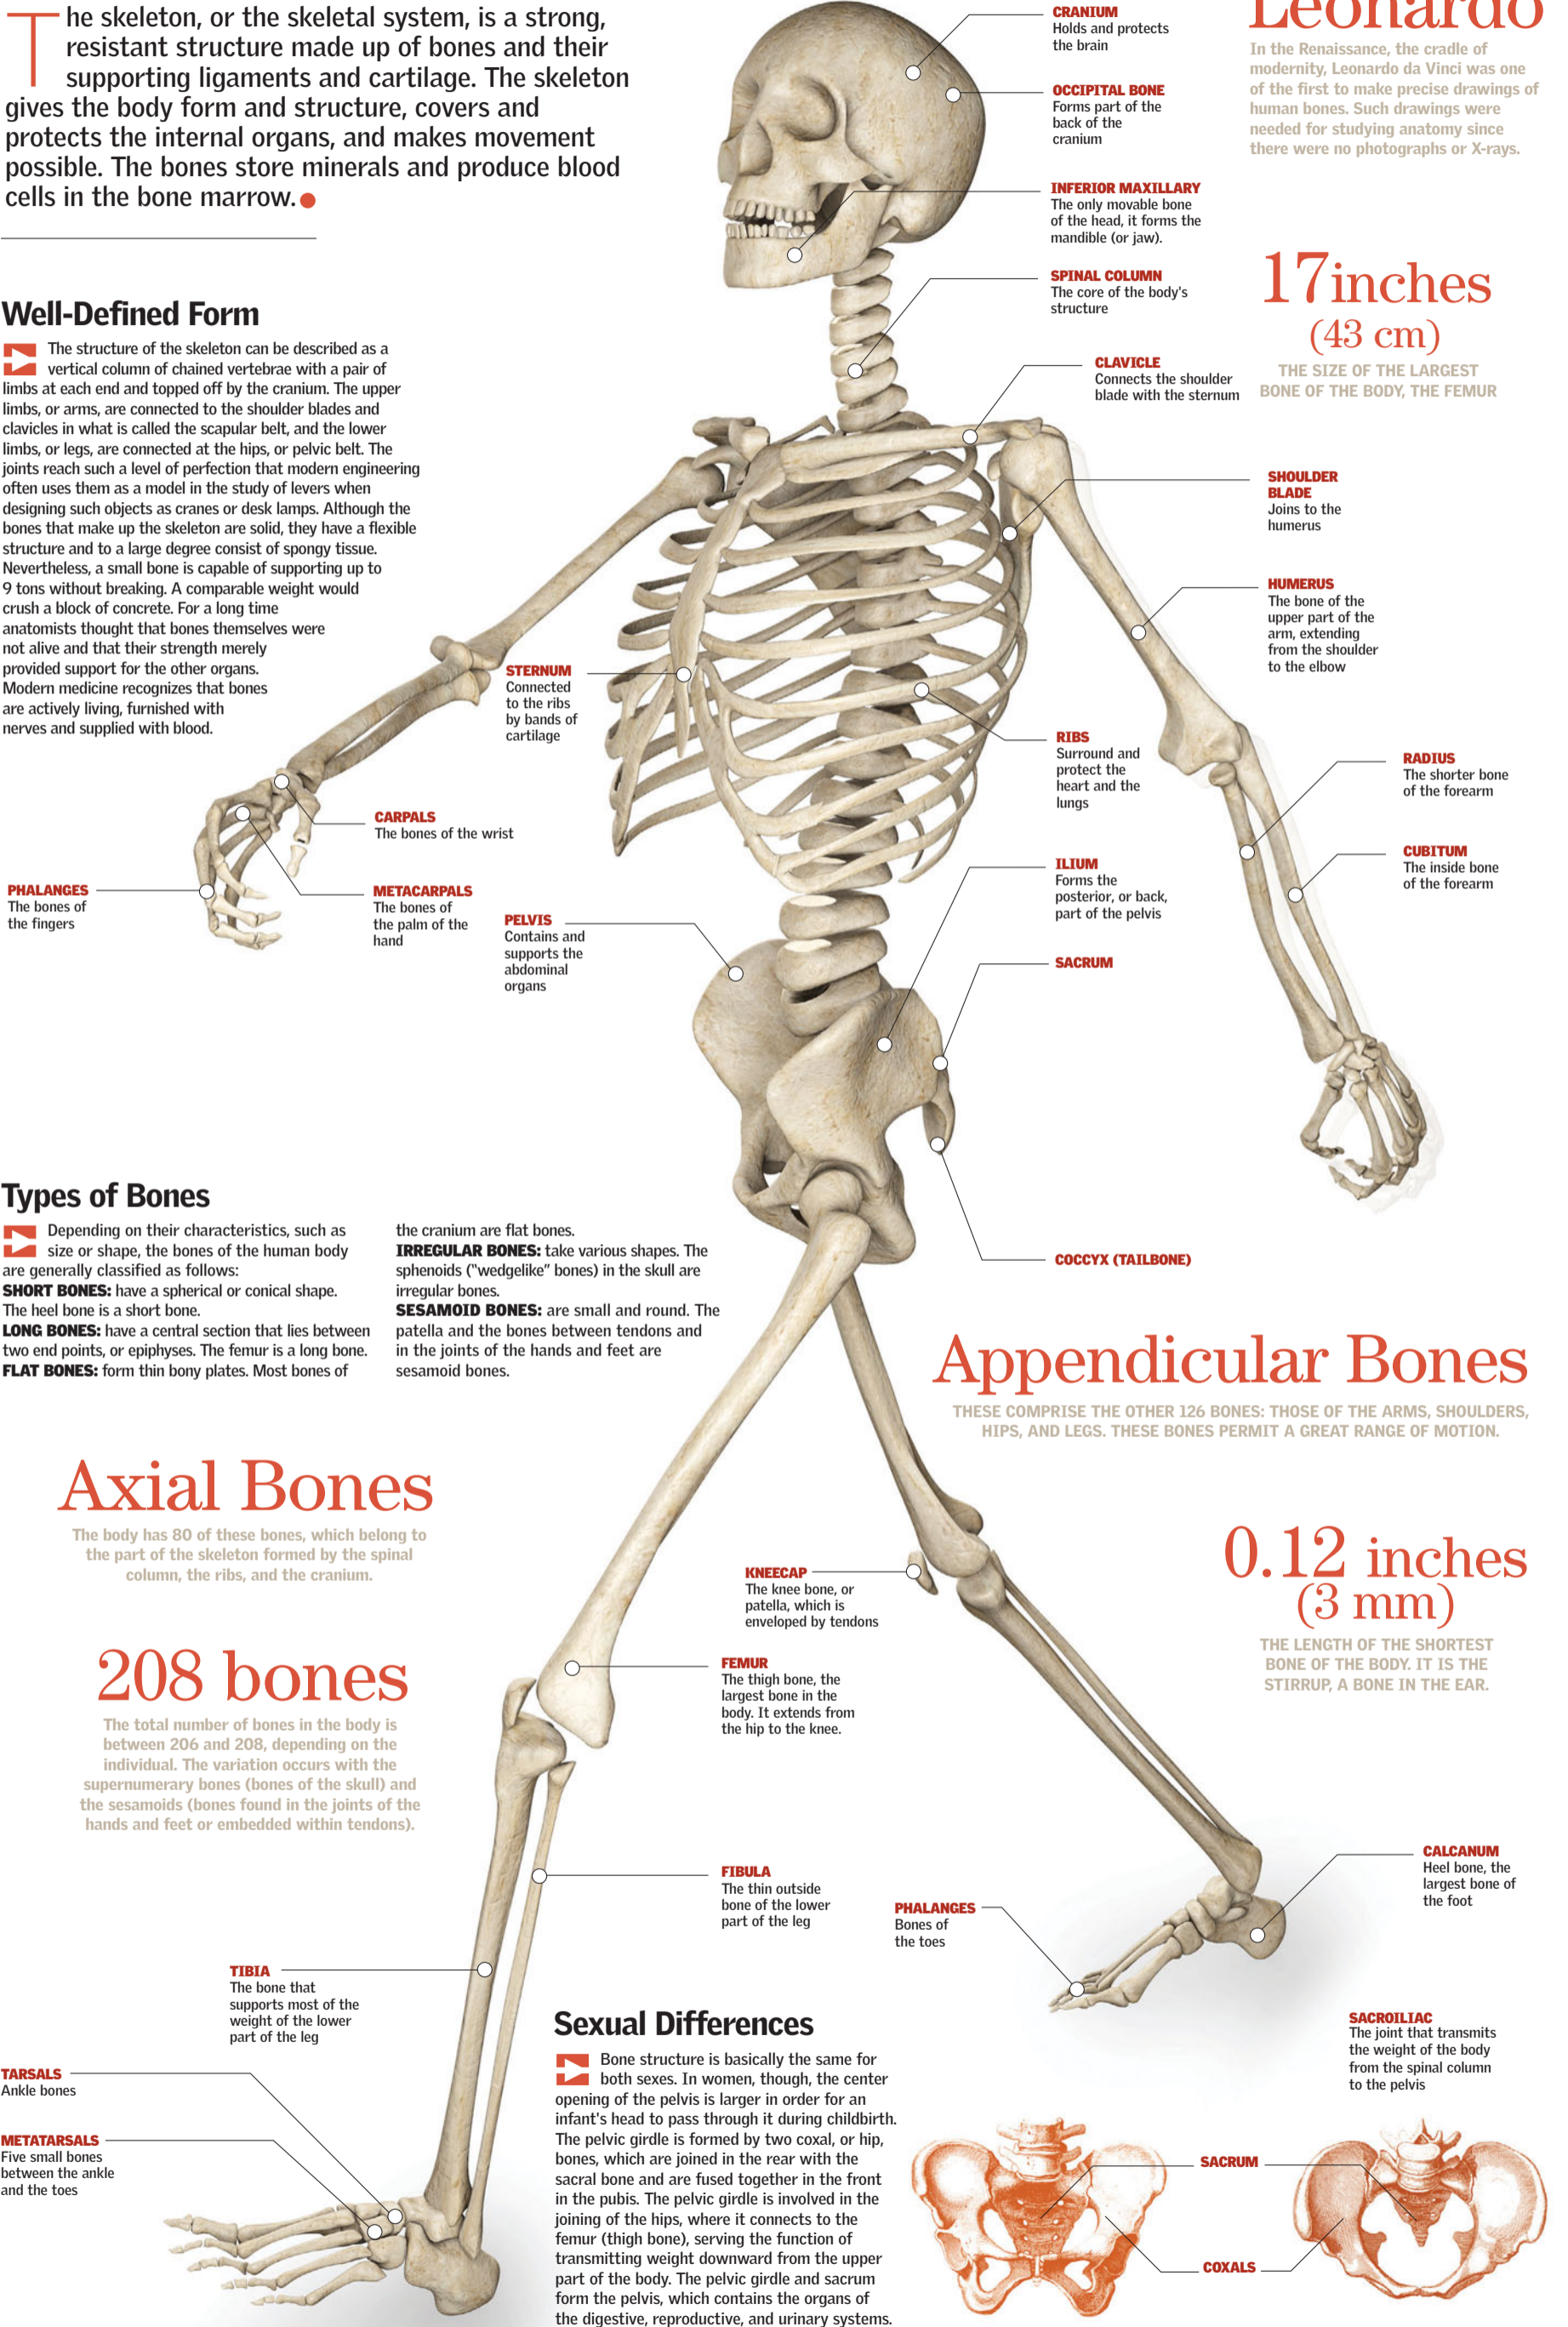 The skeleton, or the skeletal system, is a strong,
resistant structure made up of bones and their
supporting ligaments and cartilage. The skeleton
gives the body form and structure, covers and
protects the internal organs, and makes movement
possible. The bones store minerals and produce blood
cells in the bone marrow.
Well-Defined Form
The structure of the skeleton can be described as a
vertical column of chained vertebrae with a pair of
limbs at each end and topped off by the cranium. The upper
limbs, or arms, are connected to the shoulder blades and
clavicles in what is called the scapular belt, and the lower
limbs, or legs, are connected at the hips, or pelvic belt. The
joints reach such a level of perfection that modern engineering
often uses them as a model in the study of levers when
designing such objects as cranes or desk lamps. Although the
bones that make up the skeleton are solid, they have a flexible
structure and to a large degree consist of spongy tissue.
Nevertheless, a small bone is capable of supporting up to
9 tons without breaking. A comparable weight would
crush a block of concrete. For a long time
anatomists thought that bones themselves were
not alive and that their strength merely
provided support for the other organs.
Modern medicine recognizes that bones
are actively living, furnished with
nerves and supplied with blood.
CRANIUM
Holds and protects
the brain
OCCIPITAL BONE
Forms part of the
back of the
cranium
INFERIOR MAXILLARY
The only movable bone
of the head, it forms the
mandible (or jaw).
SPINAL COLUMN
The core of the body's
structure
CLAVICLE
Connects the shoulder
blade with the sternum
Leonardo
In the Renaissance, the cradle of
modernity, Leonardo da Vinci was one
of the first to make precise drawings of
human bones. Such drawings were
needed for studying anatomy since
there were no photographs or X-rays.
17 inches
(43 cm)
THE SIZE OF THE LARGEST
BONE OF THE BODY, THE FEMUR
SHOULDER
BLADE
Joins to the
humerus
HUMERUS
The bone of the
upper part of the
arm, extending
from the shoulder
to the elbow
STERNUM
Connected
to the ribs
by bands of
cartilage
RIBS
Surround and
protect the
heart and the
lungs
RADIUS
The shorter bone
of the forearm
CUBITUM
The inside bone
of the forearm
CARPALS
The bones of the wrist
PHALANGES
The bones of
the fingers
METACARPALS
The bones of
the palm of the
hand
PELVIS
Contains and
supports the
abdominal
organs
ILIUM
Forms the
posterior, or back,
part of the pelvis
SACRUM
COCCYX (TAILBONE)
Types of Bones
Depending on their characteristics, such as
size or shape, the bones of the human body
are generally classified as follows:
SHORT BONES: have a spherical or conical shape.
The heel bone is a short bone.
LONG BONES: have a central section that lies between
two end points, or epiphyses. The femur is a long bone.
FLAT BONES: form thin bony plates. Most bones of
the cranium are flat bones.
IRREGULAR BONES: take various shapes. The
sphenoids ("wedgelike" bones) in the skull are
irregular bones.
SESAMOID BONES: are small and round. The
patella and the bones between tendons and
in the joints of the hands and feet are
sesamoid bones.
Appendicular Bones
THESE COMPRISE THE OTHER 126 BONES: THOSE OF THE ARMS, SHOULDERS,
HIPS, AND LEGS. THESE BONES PERMIT A GREAT RANGE OF MOTION.
Axial Bones
The body has 80 of these bones, which belong to
the part of the skeleton formed by the spinal
column, the ribs, and the cranium.
208 bones
The total number of bones in the body is
between 206 and 208, depending on the
individual. The variation occurs with the
supernumerary bones (bones of the skull) and
the sesamoids (bones found in the joints of the
hands and feet or embedded within tendons).
0.12 inches
(3 mm)
THE LENGTH OF THE SHORTEST
BONE OF THE BODY. IT IS THE
STIRRUP, A BONE IN THE EAR.
KNEECAP
The knee bone, or
patella, which is
enveloped by tendons
FEMUR
The thigh bone, the
largest bone in the
body. It extends from
the hip to the knee.
FIBULA
The thin outside
bone of the lower
part of the leg
PHALANGES
Bones of
the toes
CALCANUM
Heel bone, the
largest bone of
the foot
TIBIA
The bone that
supports most of the
weight of the lower
part of the leg
TARSALS
Ankle bones
METATARSALS
Five small bones
between the ankle
and the toes
Sexual Differences
Bone structure is basically the same for
both sexes. In women, though, the center
opening of the pelvis is larger in order for an
infant's head to pass through it during childbirth.
The pelvic girdle is formed by two coxal, or hip,
bones, which are joined in the rear with the
sacral bone and are fused together in the front
in the pubis. The pelvic girdle is involved in the
joining of the hips, where it connects to the
femur (thigh bone), serving the function of
transmitting weight downward from the upper
part of the body. The pelvic girdle and sacrum
form the pelvis, which contains the organs of
the digestive, reproductive, and urinary systems.
SACROILIAC
The joint that transmits
the weight of the body
from the spinal column
to the pelvis
SACRUM
COXALS